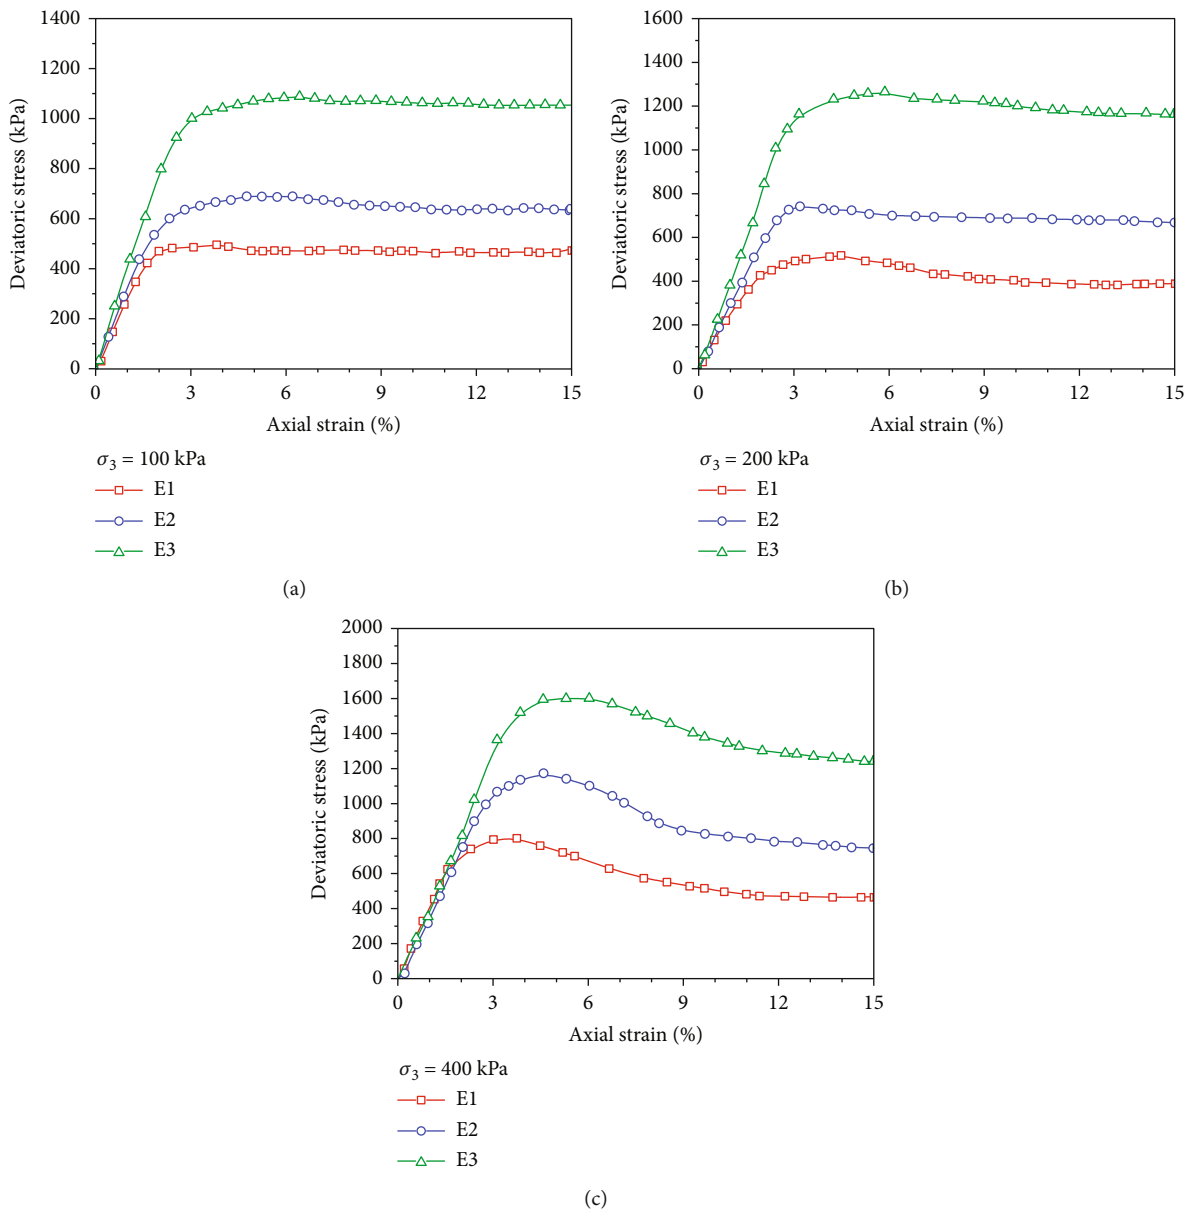 1400
1200
1000
800
600
400
200
0
Deviatoric stress (kPa)
0 3 6 9 12 15
Axial strain (%)
σ3 = 100 kPa
E1
E2
E3
(a)
1600
1400
1200
1000
800
600
400
200
0
Deviatoric stress (kPa)
0 3 6 9 12 15
Axial strain (%)
σ3 = 200 kPa
E1
E2
E3
(b)
2000
1800
1600
1400
1200
1000
800
600
400
200
0
Deviatoric stress (kPa)
0 3 6 9 12 15
Axial strain (%)
σ3 = 400 kPa
E1
E2
E3
(c)